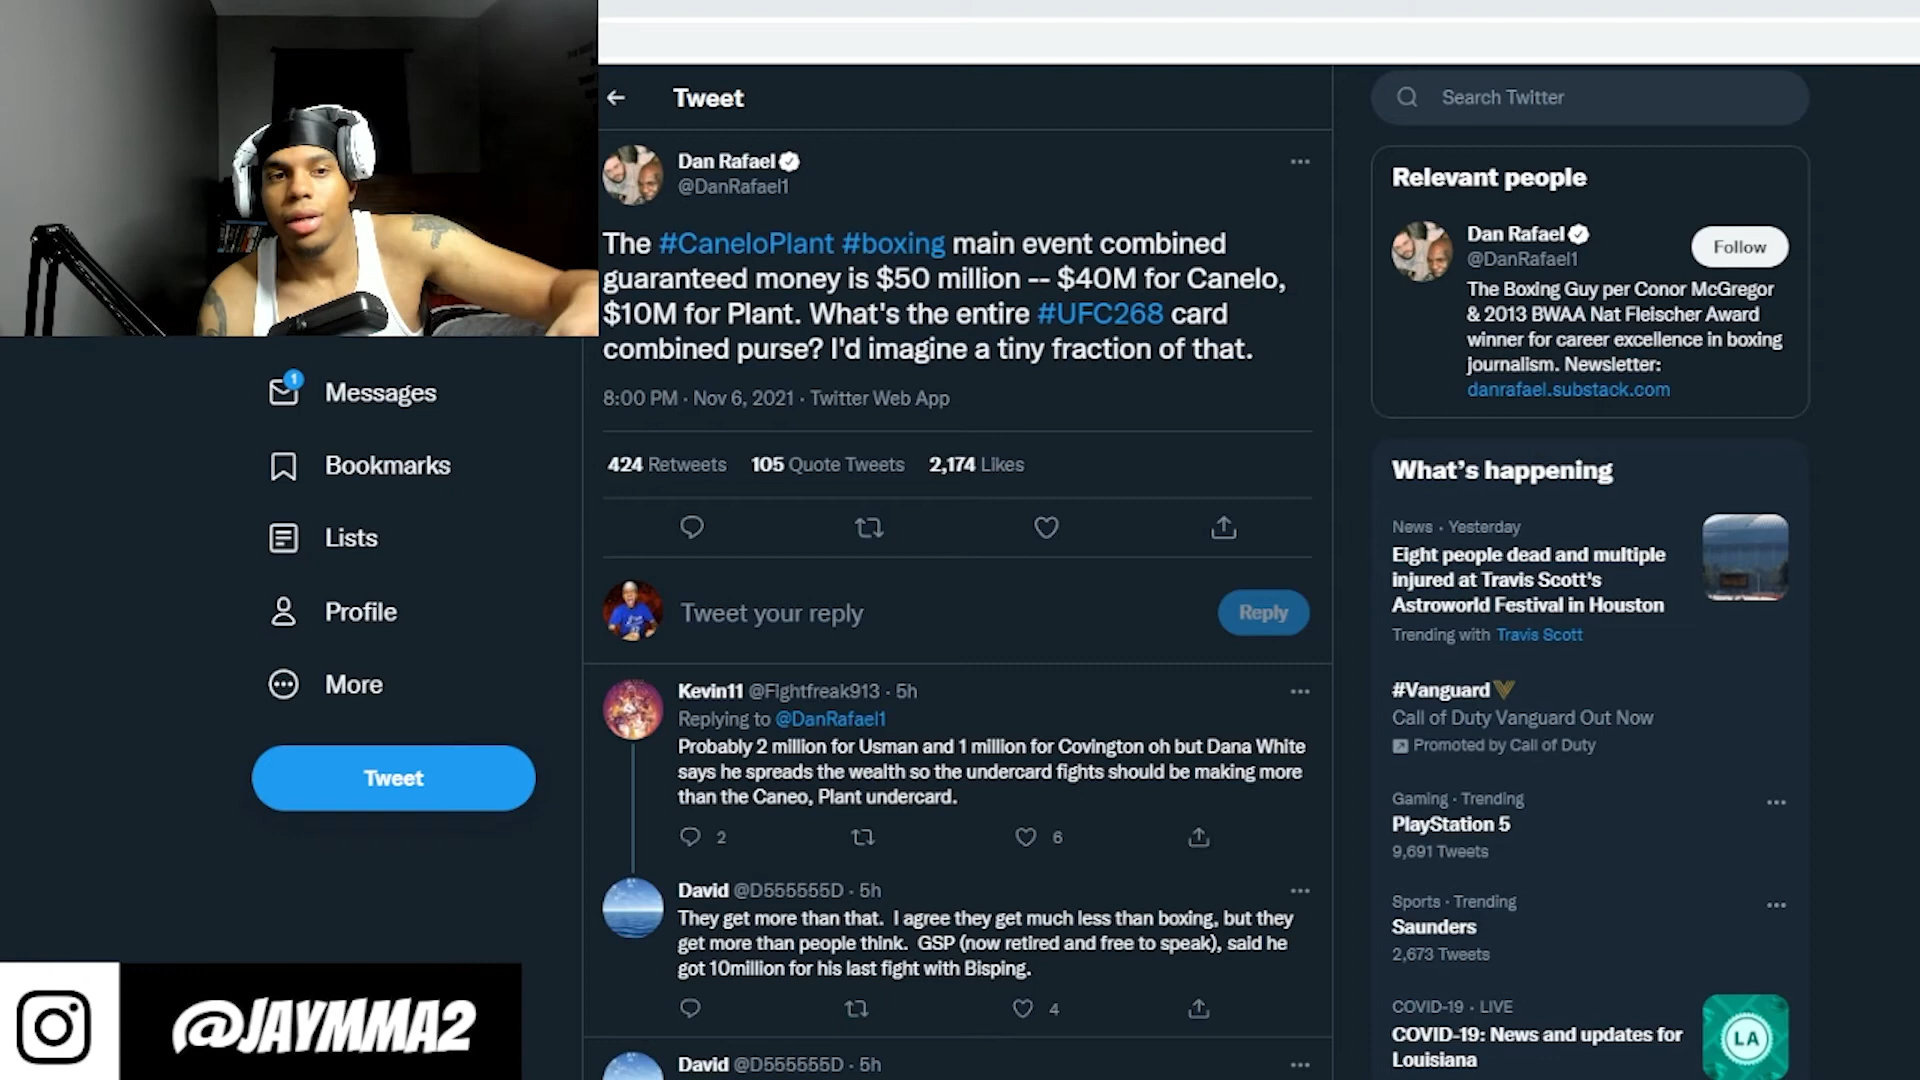 Tweet
Search Twitter
Dan Rafael
@DanRafael1
The #CaneloPlant #boxing main event combined
guaranteed money is $50 million -- $40M for Canelo,
$10M for Plant. What's the entire #UFC268 card
combined purse? I'd imagine a tiny fraction of that.
8:00 PM · Nov 6, 2021 · Twitter Web App
424 Retweets 105 Quote Tweets 2,174 Likes
Tweet your reply
Reply
Kevin11 @Fightfreak913 · 5h
Replying to @DanRafael1
Probably 2 million for Usman and 1 million for Covington oh but Dana White
says he spreads the wealth so the undercard fights should be making more
than the Caneo, Plant undercard.
2 6
David @D555555D · 5h
They get more than that. I agree they get much less than boxing, but they
get more than people think. GSP (now retired and free to speak), said he
got 10million for his last fight with Bisping.
4
David @D555555D · 5h
1
Messages
Bookmarks
Lists
Profile
More
Tweet
@JAYMMA2
Relevant people
Dan Rafael
@DanRafael1
Follow
The Boxing Guy per Conor McGregor
& 2013 BWAA Nat Fleischer Award
winner for career excellence in boxing
journalism. Newsletter:
danrafael.substack.com
What's happening
News · Yesterday
Eight people dead and multiple
injured at Travis Scott's
Astroworld Festival in Houston
Trending with Travis Scott
#Vanguard
Call of Duty Vanguard Out Now
Promoted by Call of Duty
Gaming · Trending
PlayStation 5
9,691 Tweets
Sports · Trending
Saunders
2,673 Tweets
COVID-19 · LIVE
COVID-19: News and updates for
Louisiana
LA